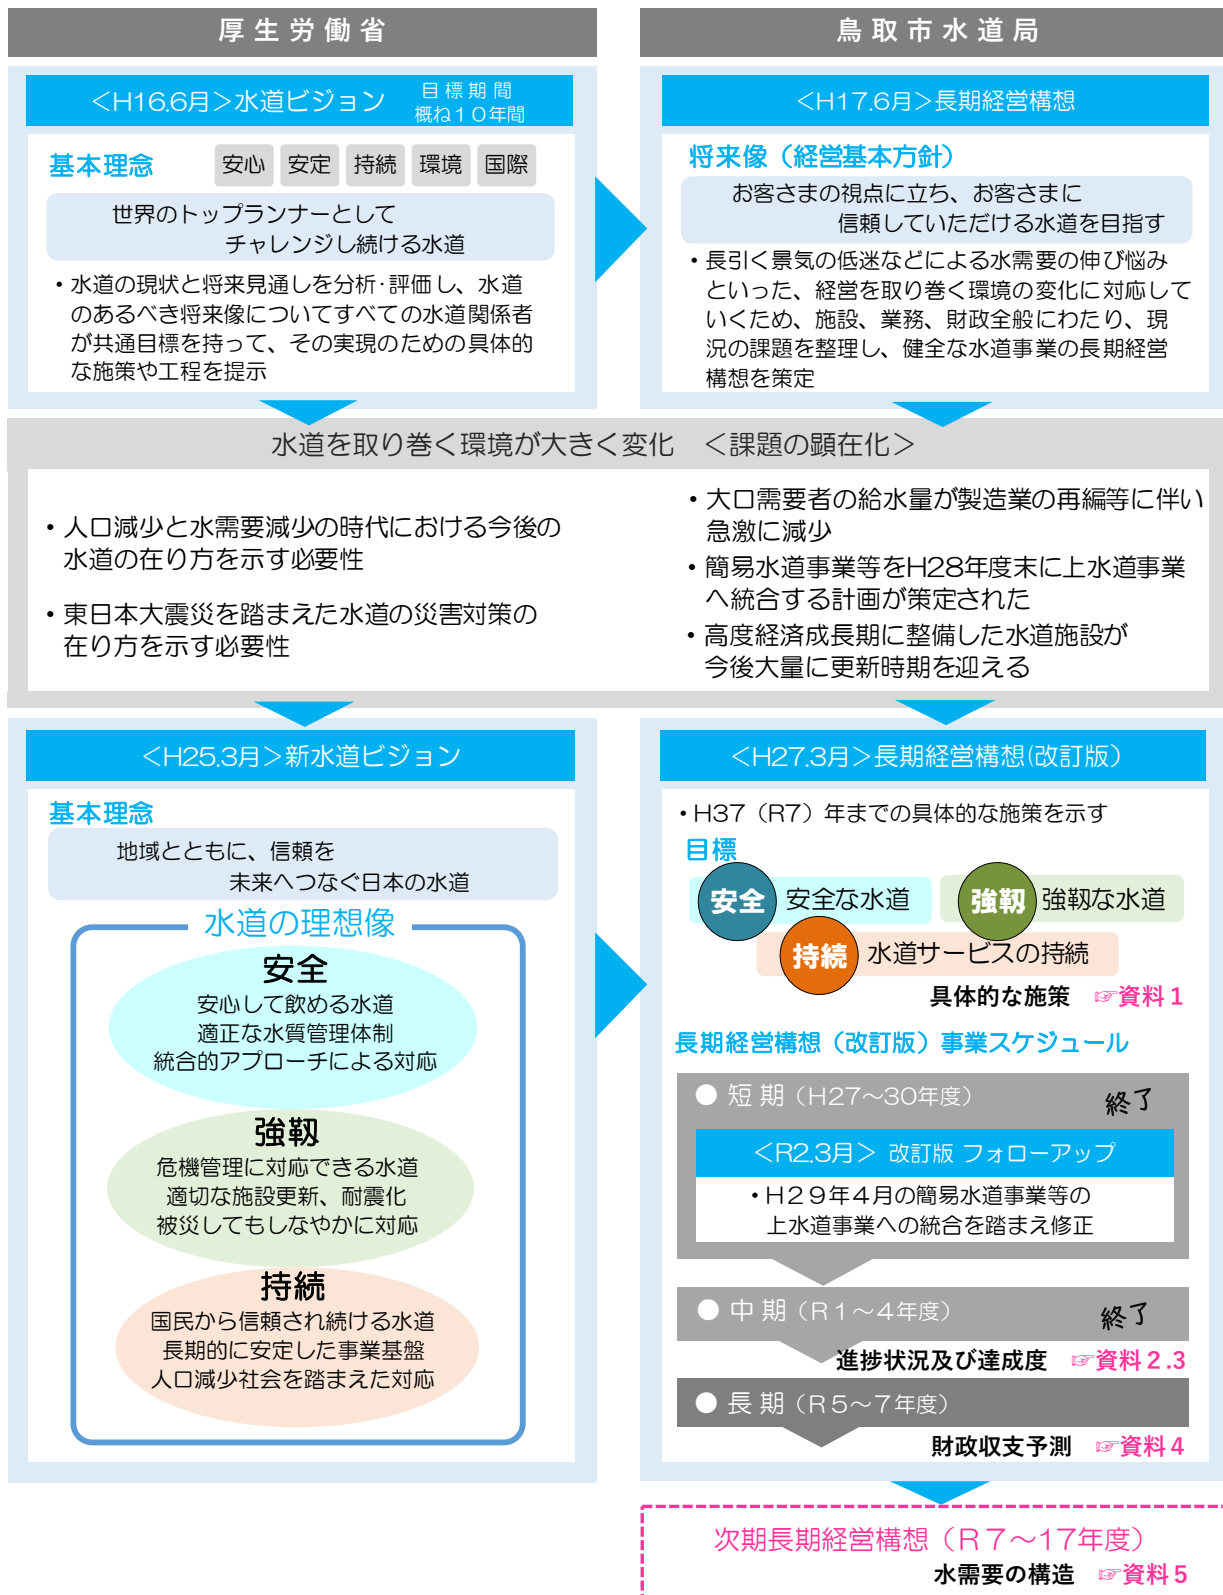 厚生労働省
＜H16.6月＞水道ビジョン
目標期間
概ね１０年間
基本理念
安心 安定 持続 環境 国際
世界のトップランナーとして
チャレンジし続ける水道
・水道の現状と将来見通しを分析･評価し、水道
のあるべき将来像についてすべての水道関係者
が共通目標を持って、その実現のための具体的
な施策や工程を提示
鳥取市水道局
＜H17.6月＞長期経営構想
将来像（経営基本方針）
お客さまの視点に立ち、お客さまに
信頼していただける水道を目指す
・長引く景気の低迷などによる水需要の伸び悩み
といった、経営を取り巻く環境の変化に対応して
いくため、施設、業務、財政全般にわたり、現
況の課題を整理し、健全な水道事業の長期経営
構想を策定
水道を取り巻く環境が大きく変化　＜課題の顕在化＞
・人口減少と水需要減少の時代における今後の
水道の在り方を示す必要性
・東日本大震災を踏まえた水道の災害対策の
在り方を示す必要性
・大口需要者の給水量が製造業の再編等に伴い
急激に減少
・簡易水道事業等をH28年度末に上水道事業
へ統合する計画が策定された
・高度経済成長期に整備した水道施設が
今後大量に更新時期を迎える
＜H25.3月＞新水道ビジョン
基本理念
地域とともに、信頼を
未来へつなぐ日本の水道
水道の理想像
安全
安心して飲める水道
適正な水質管理体制
統合的アプローチによる対応
強靱
危機管理に対応できる水道
適切な施設更新、耐震化
被災してもしなやかに対応
持続
国民から信頼され続ける水道
長期的に安定した事業基盤
人口減少社会を踏まえた対応
＜H27.3月＞長期経営構想(改訂版）
・H37（R7）年までの具体的な施策を示す
目標
安全 安全な水道
強靱 強靱な水道
持続 水道サービスの持続
具体的な施策 ☞資料１
長期経営構想（改訂版）事業スケジュール
● 短 期（H27～30年度） 終了
＜R2.3月＞ 改訂版 フォローアップ
・Ｈ２９年４月の簡易水道事業等の
上水道事業への統合を踏まえ修正
● 中 期（Ｒ１～４年度） 終了
進捗状況及び達成度 ☞資料２.３
● 長 期（Ｒ５～７年度）
財政収支予測 ☞資料４
次期長期経営構想（Ｒ７～17年度）
水需要の構造 ☞資料５